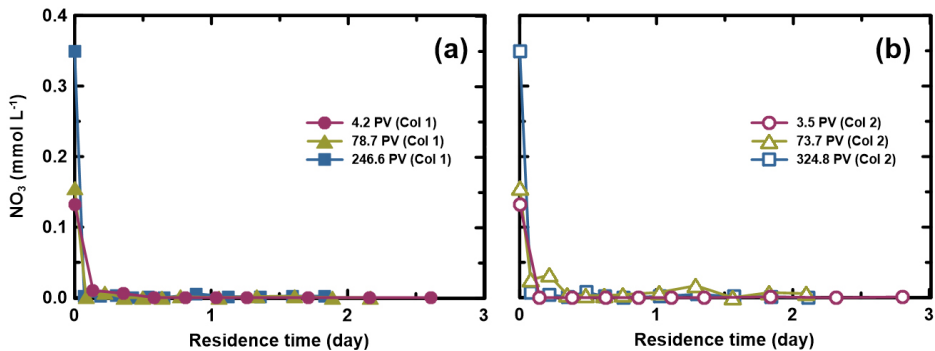 0.4
0.3
0.2
0.1
0.0
NO3 (mmol L-1)
(a)
4.2 PV (Col 1)
78.7 PV (Col 1)
246.6 PV (Col 1)
0 1 2 3
Residence time (day)
(b)
3.5 PV (Col 2)
73.7 PV (Col 2)
324.8 PV (Col 2)
0 1 2 3
Residence time (day)